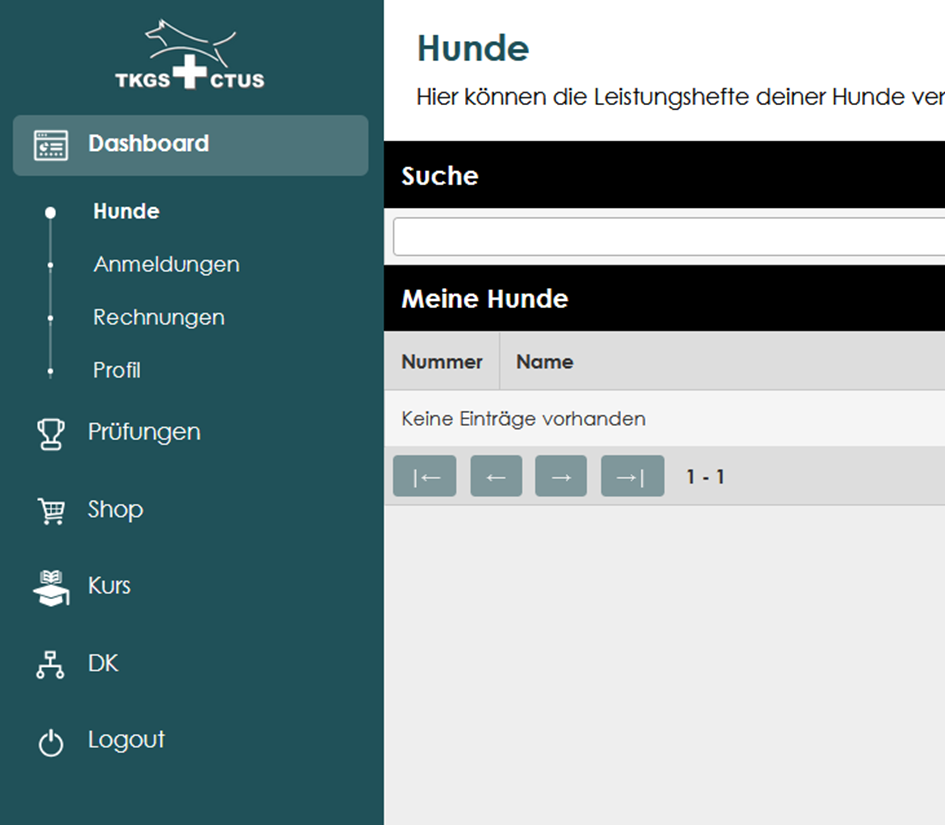 TKGS CTUS
Dashboard
Hunde
Anmeldungen
Rechnungen
Profil
Prüfungen
Shop
Kurs
DK
Logout
Hunde
Hier können die Leistungshefte deiner Hunde ver
Suche
Meine Hunde
Nummer Name
Keine Einträge vorhanden
|← ← → →| 1 - 1